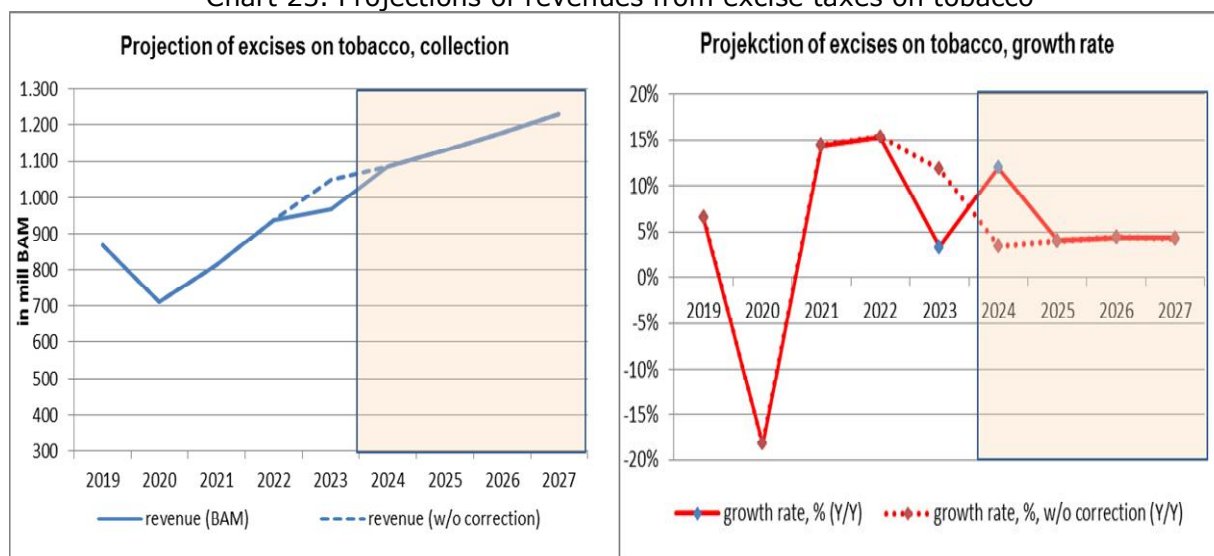 Chart 25: Projections of revenues from excise taxes on tobacco
Projection of excises on tobacco, collection
1.300
1.200
1.100
1.000
900
800
700
600
500
400
300
in mill BAM
2019 2020 2021 2022 2023 2024 2025 2026 2027
revenue (BAM) revenue (w/o correction)
Projekction of excises on tobacco, growth rate
20%
15%
10%
5%
0%
-5%
-10%
-15%
-20%
2019 2020 2021 2022 2023 2024 2025 2026 2027
growth rate, % (Y/Y) growth rate, %, w/o correction (Y/Y)